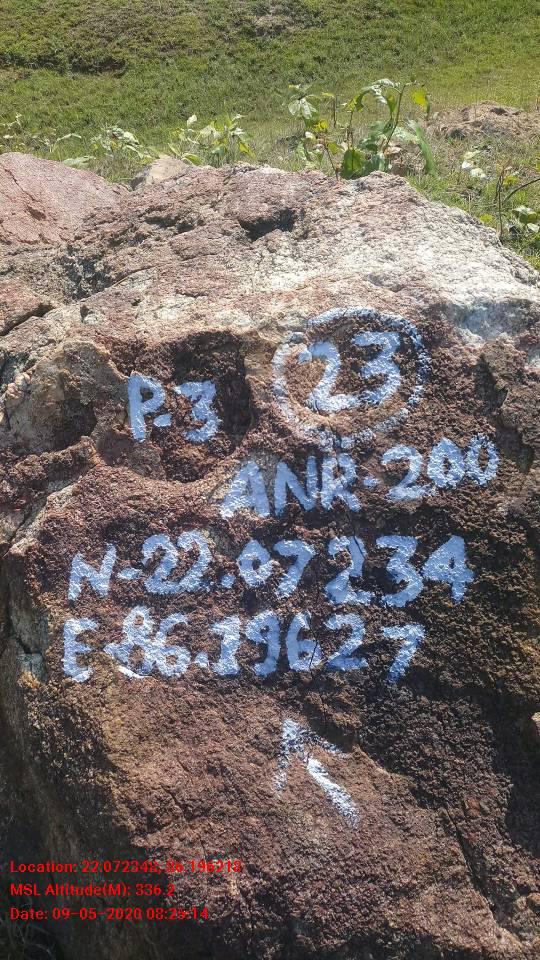 23
P-3
ANR-200
N-22.07234
E-86.19627
Location: 22.072348, 86.196218
MSL Altitude(M): 336.2
Date: 09-05-2020 08:25:14